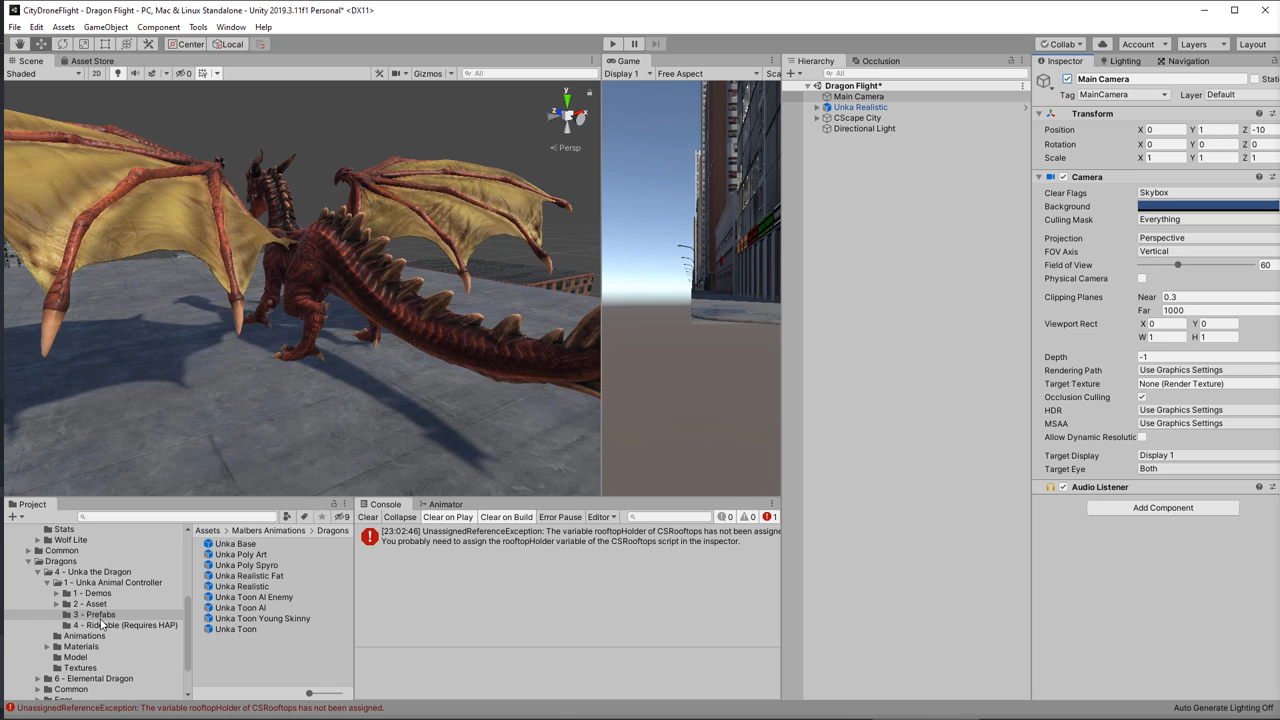 CityDroneFlight - Dragon Flight - PC, Mac & Linux Standalone - Unity 2019.3.11f1 Personal* <DX11>
File Edit Assets GameObject Component Tools Window Help
Center Local Collab Account Layers Layout
Scene Asset Store
Shaded 2D 0 Gizmos All
y z x
Persp
Game
Display 1 Free Aspect Sca
Hierarchy Occlusion
All
Dragon Flight*
Main Camera
Unka Realistic
CScape City
Directional Light
Inspector Lighting Navigation
Main Camera Stati
Tag MainCamera Layer Default
Transform
Position X 0 Y 1 Z -10
Rotation X 0 Y 0 Z 0
Scale X 1 Y 1 Z 1
Camera
Clear Flags Skybox
Background
Culling Mask Everything
Projection Perspective
FOV Axis Vertical
Field of View 60
Physical Camera
Clipping Planes Near 0.3
Far 1000
Viewport Rect X 0 Y 0
W 1 H 1
Depth -1
Rendering Path Use Graphics Settings
Target Texture None (Render Texture)
Occlusion Culling
HDR Use Graphics Settings
MSAA Use Graphics Settings
Allow Dynamic Resolutic
Target Display Display 1
Target Eye Both
Audio Listener
Add Component
Project
9
Stats
Wolf Lite
Common
Dragons
4 - Unka the Dragon
1 - Unka Animal Controller
1 - Demos
2 - Asset
3 - Prefabs
4 - Ridable (Requires HAP)
Animations
Materials
Model
Textures
6 - Elemental Dragon
Common
Eggs
Assets > Malbers Animations > Dragons
Unka Base
Unka Poly Art
Unka Poly Spyro
Unka Realistic Fat
Unka Realistic
Unka Toon AI Enemy
Unka Toon AI
Unka Toon Young Skinny
Unka Toon
Console Animator
Clear Collapse Clear on Play Clear on Build Error Pause Editor 0 0 1
[23:02:46] UnassignedReferenceException: The variable rooftopHolder of CSRooftops has not been assigne
You probably need to assign the rooftopHolder variable of the CSRooftops script in the inspector.
UnassignedReferenceException: The variable rooftopHolder of CSRooftops has not been assigned.
Auto Generate Lighting Off